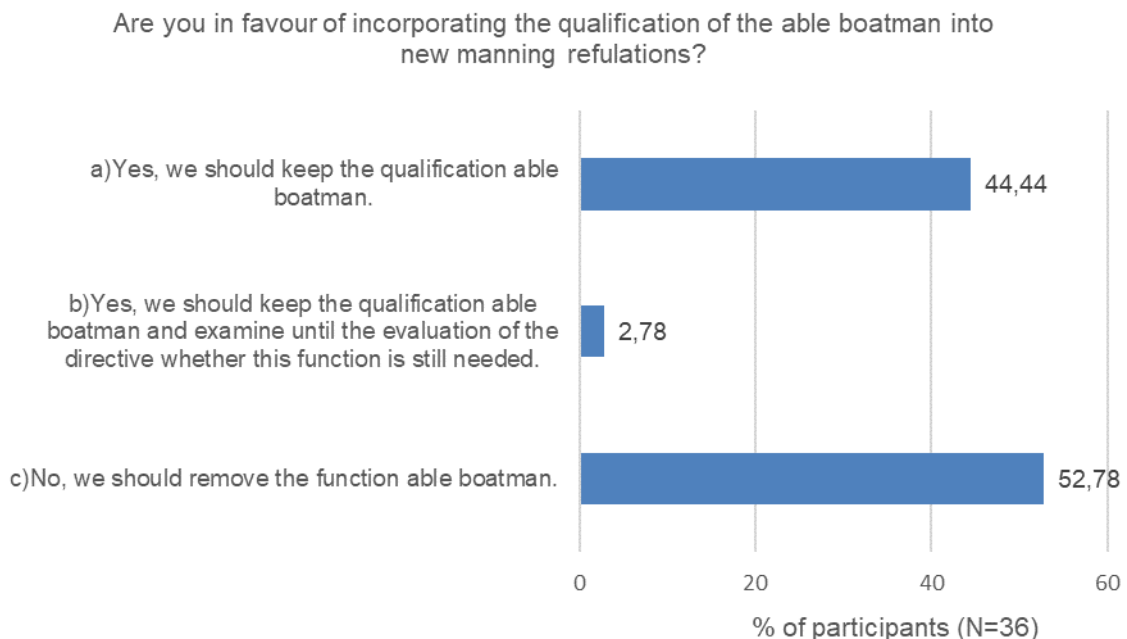 Are you in favour of incorporating the qualification of the able boatman into
new manning refulations?
a)Yes, we should keep the qualification able
boatman.
44,44
b)Yes, we should keep the qualification able
boatman and examine until the evaluation of the
directive whether this function is still needed.
2,78
c)No, we should remove the function able boatman.
52,78
0
20
40
60
% of participants (N=36)